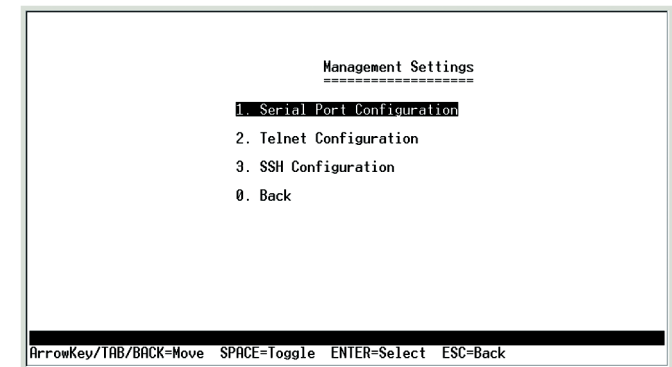 Management Settings
===================
1. Serial Port Configuration
2. Telnet Configuration
3. SSH Configuration
0. Back
ArrowKey/TAB/BACK=Move  SPACE=Toggle  ENTER=Select  ESC=Back